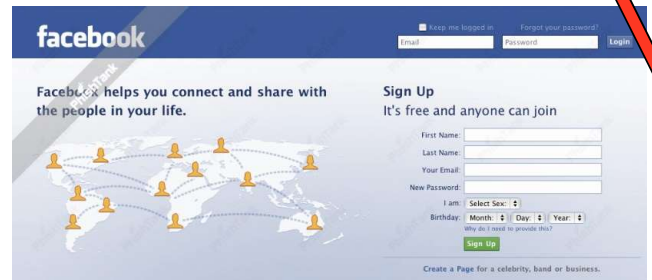 facebook
Keep me logged in Forgot your password?
Email Password Login
PhishTank
Facebook helps you connect and share with
the people in your life.
Sign Up
It's free and anyone can join
First Name:
Last Name:
Your Email:
New Password:
I am: Select Sex:
Birthday: Month: Day: Year:
Why do I need to provide this?
Sign Up
Create a Page for a celebrity, band or business.